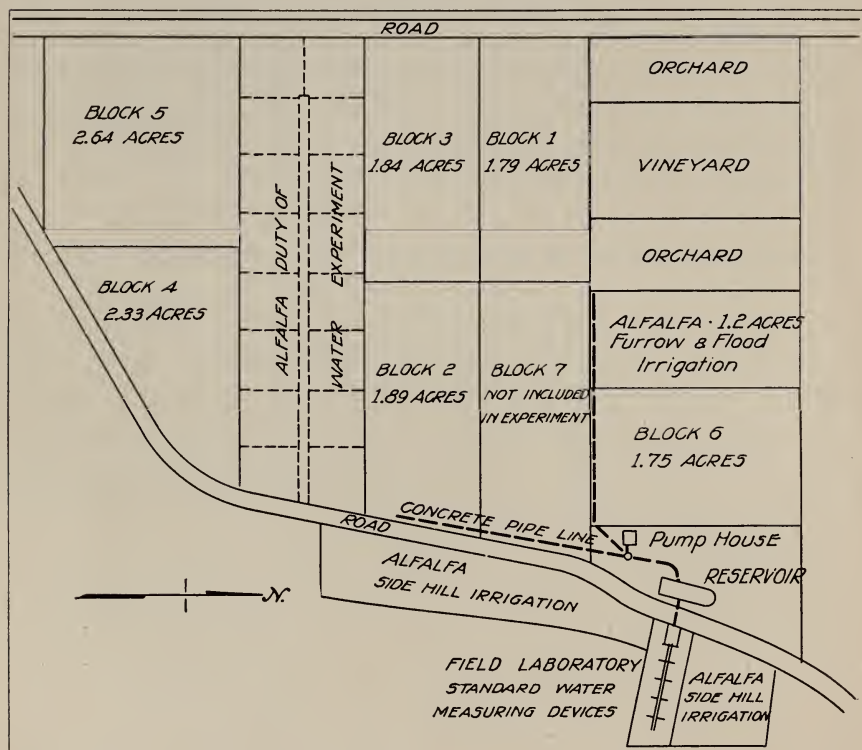 ROAD
BLOCK 5
2.64 ACRES
BLOCK 4
2.33 ACRES
ALFALFA DUTY OF
WATER EXPERIMENT
BLOCK 3
1.84 ACRES
BLOCK 1
1.79 ACRES
BLOCK 2
1.89 ACRES
BLOCK 7
NOT INCLUDED
IN EXPERIMENT
ORCHARD
VINEYARD
ORCHARD
ALFALFA · 1.2 ACRES
Furrow & Flood
Irrigation
BLOCK 6
1.75 ACRES
ROAD
CONCRETE PIPE LINE
Pump House
RESERVOIR
ALFALFA
SIDE HILL IRRIGATION
N.
FIELD LABORATORY
STANDARD WATER
MEASURING DEVICES
ALFALFA
SIDE HILL
IRRIGATION